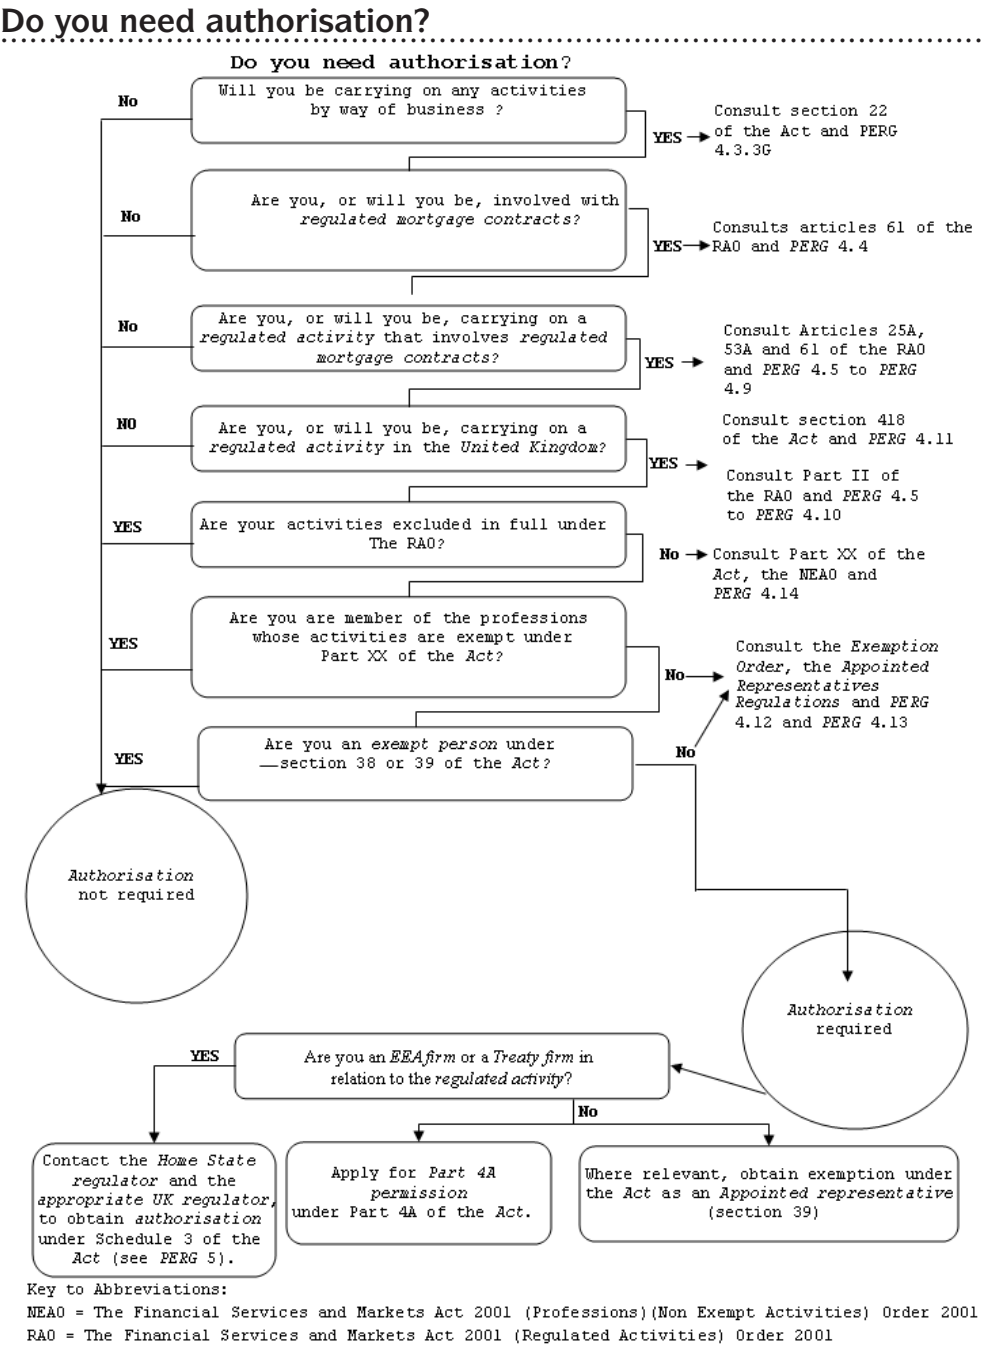 Do you need authorisation?
Do you need authorisation?
Will you be carrying on any activities
by way of business ?
No
YES
Consult section 22
of the Act and PERG
4.3.3G
Are you, or will you be, involved with
regulated mortgage contracts?
No
YES
Consults articles 61 of the
RAO and PERG 4.4
Are you, or will you be, carrying on a
regulated activity that involves regulated
mortgage contracts?
No
YES
Consult Articles 25A,
53A and 61 of the RAO
and PERG 4.5 to PERG
4.9
Are you, or will you be, carrying on a
regulated activity in the United Kingdom?
NO
YES
Consult section 418
of the Act and PERG 4.11
Consult Part II of
the RAO and PERG 4.5
to PERG 4.10
Are your activities excluded in full under
The RAO?
YES
No
Consult Part XX of the
Act, the NEAO and
PERG 4.14
Are you are member of the professions
whose activities are exempt under
Part XX of the Act?
YES
No
Consult the Exemption
Order, the Appointed
Representatives
Regulations and PERG
4.12 and PERG 4.13
Are you an exempt person under
—section 38 or 39 of the Act?
YES
No
Authorisation
not required
Authorisation
required
Are you an EEA firm or a Treaty firm in
relation to the regulated activity?
YES
No
Contact the Home State
regulator and the
appropriate UK regulator,
to obtain authorisation
under Schedule 3 of the
Act (see PERG 5).
Apply for Part 4A
permission
under Part 4A of the Act.
Where relevant, obtain exemption under
the Act as an Appointed representative
(section 39)
Key to Abbreviations:
NEAO = The Financial Services and Markets Act 2001 (Professions)(Non Exempt Activities) Order 2001
RAO = The Financial Services and Markets Act 2001 (Regulated Activities) Order 2001